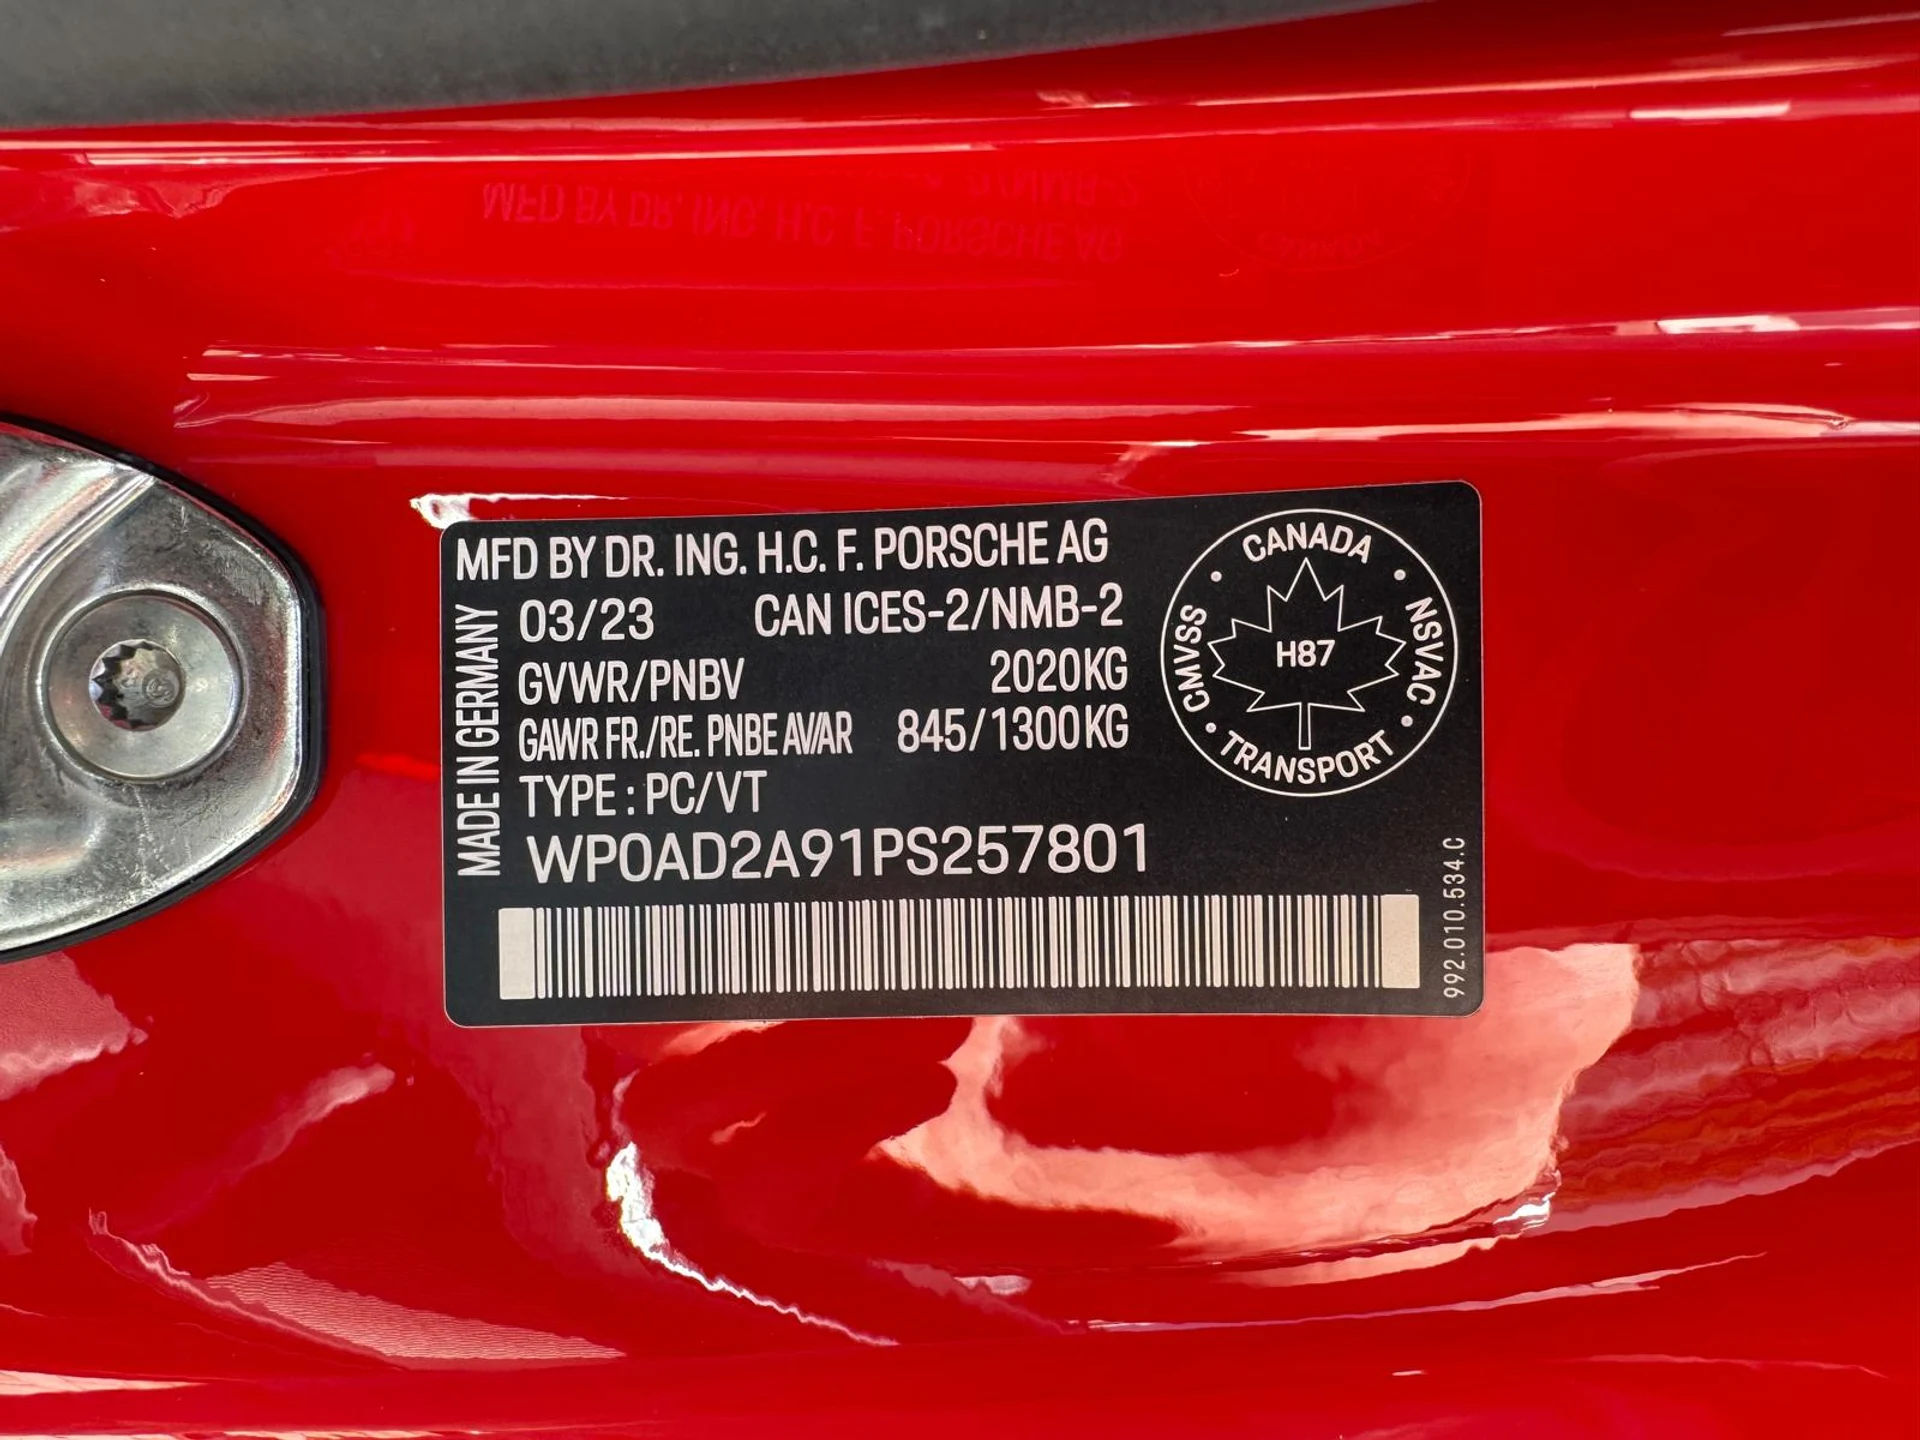 MFD BY DR. ING. H.C. F. PORSCHE AG
03/23 CAN ICES-2/NMB-2
GVWR/PNBV 2020KG
GAWR FR./RE. PNBE AV/AR 845/1300KG
TYPE : PC/VT
WP0AD2A91PS257801
MADE IN GERMANY
CANADA
CMVSS
NSVAC
H87
TRANSPORT
992.010.534.C